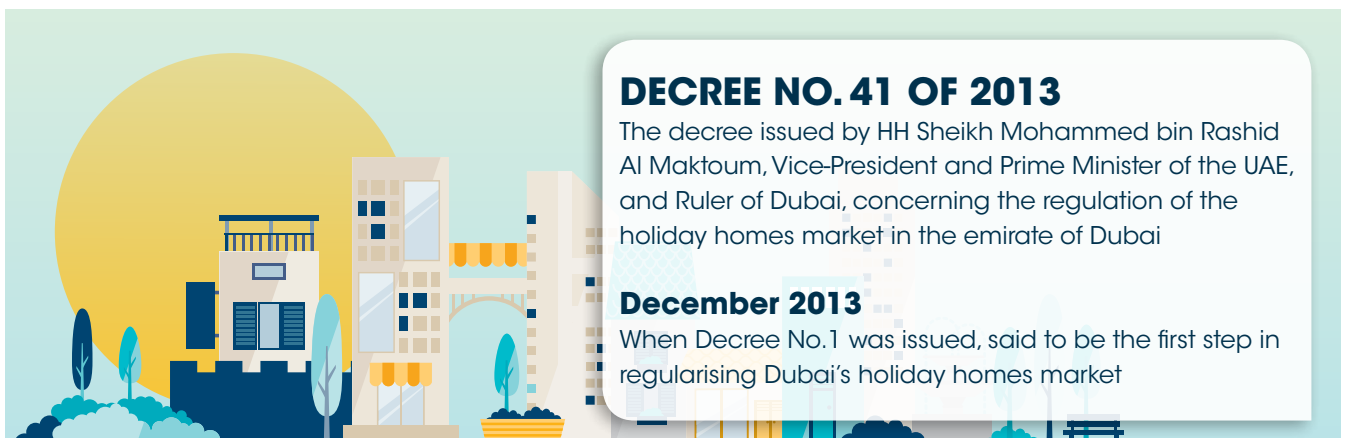 DECREE NO. 41 OF 2013
The decree issued by HH Sheikh Mohammed bin Rashid
Al Maktoum, Vice-President and Prime Minister of the UAE,
and Ruler of Dubai, concerning the regulation of the
holiday homes market in the emirate of Dubai
December 2013
When Decree No.1 was issued, said to be the first step in
regularising Dubai’s holiday homes market